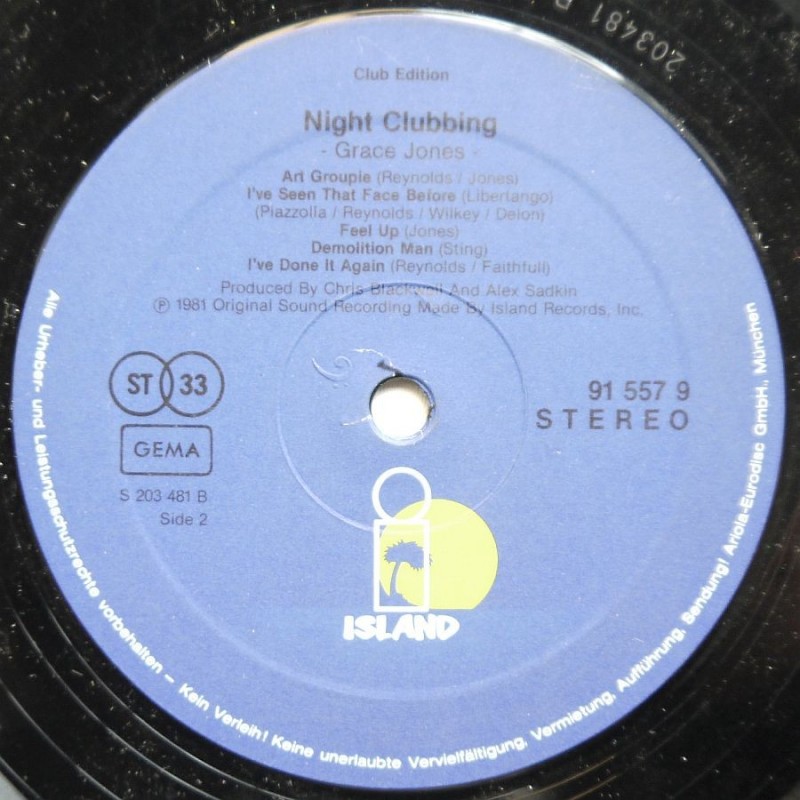 203481 B
Club Edition
Night Clubbing
- Grace Jones -
Art Groupie (Reynolds / Jones)
I've Seen That Face Before (Libertango)
(Piazzolla / Reynolds / Wilkey / Delon)
Feel Up (Jones)
Demolition Man (Sting)
I've Done It Again (Reynolds / Faithfull)
Produced By Chris Blackwell And Alex Sadkin
℗ 1981 Original Sound Recording Made By Island Records, Inc.
ST 33
GEMA
S 203 481 B
Side 2
91 557 9
STEREO
ISLAND
Alle Urheber- und Leistungsschutzrechte vorbehalten – Kein Verleih! Keine unerlaubte Vervielfältigung, Vermietung, Aufführung, Sendung! Ariola-Eurodisc GmbH., München